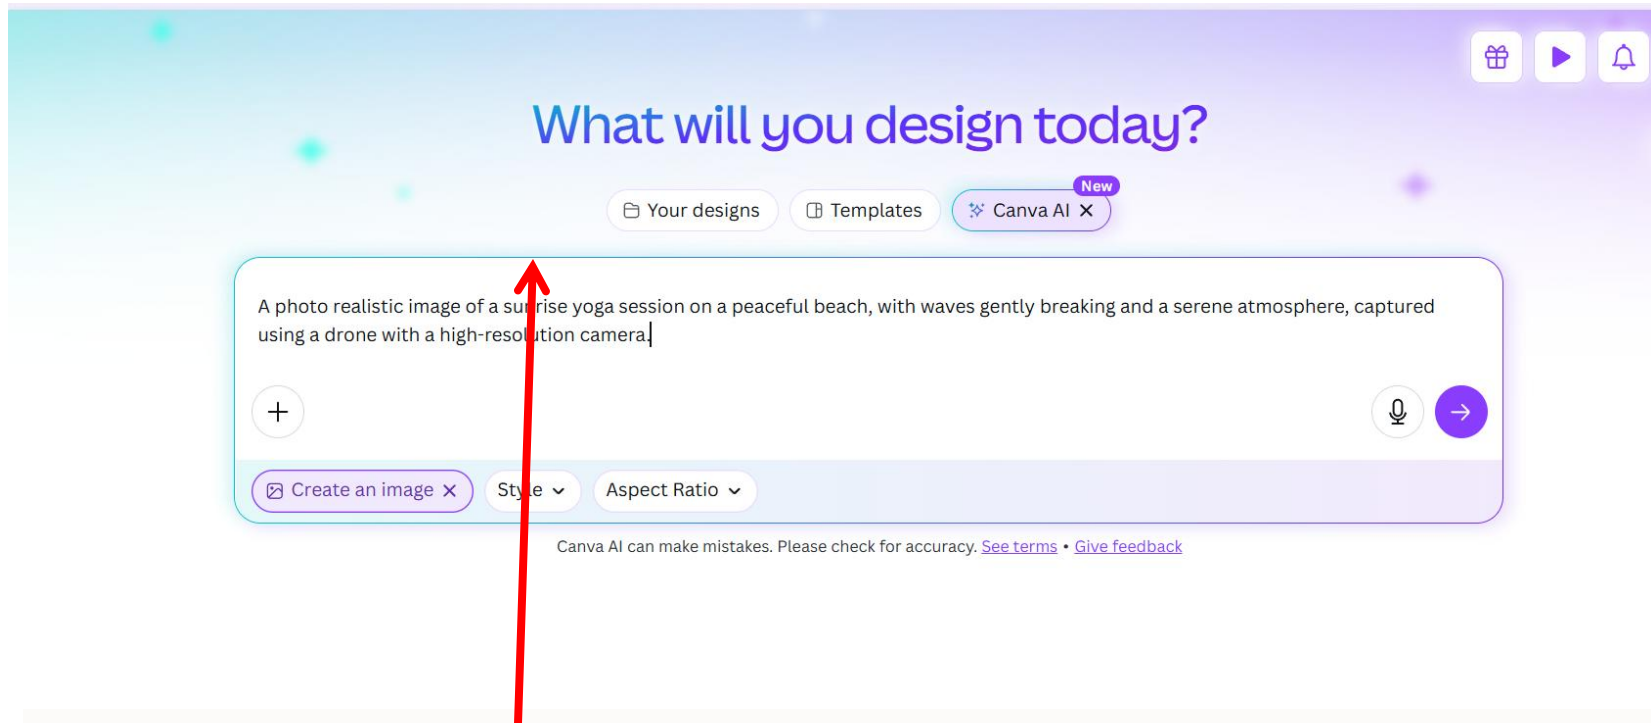 What will you design today?
New
Your designs
Templates
Canva AI
A photo realistic image of a sunrise yoga session on a peaceful beach, with waves gently breaking and a serene atmosphere, captured
using a drone with a high-resolution camera.
Create an image
Style
Aspect Ratio
Canva AI can make mistakes. Please check for accuracy. See terms • Give feedback